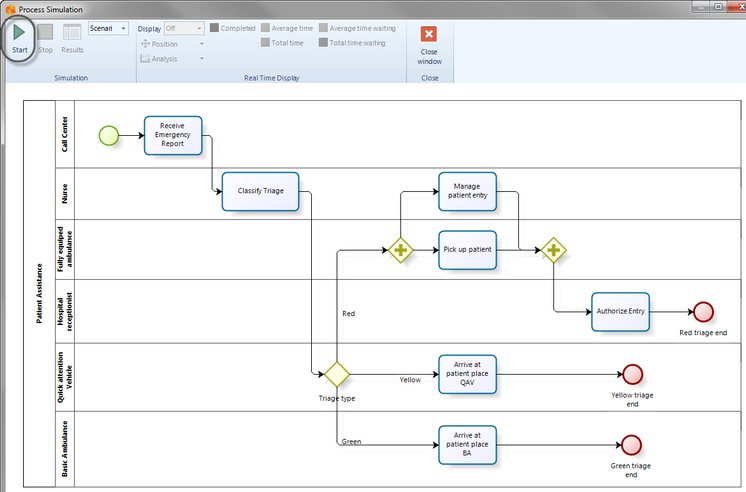 Process Simulation
Start
Stop
Results
Scenari
Simulation
Display
Off
Position
Analysis
Completed
Average time
Average time waiting
Total time
Total time waiting
Real Time Display
Close
window
Close
Patient Assistance
Call Center
Receive
Emergency
Report
Nurse
Classify Triage
Manage
patient entry
Fully equiped
ambulance
Pick up patient
Hospital
receptionist
Red
Authorize Entry
Red triage end
Quick attention
Vehicle
Triage type
Yellow
Arrive at
patient place
QAV
Yellow triage
end
Basic Ambulance
Green
Arrive at
patient place
BA
Green triage
end